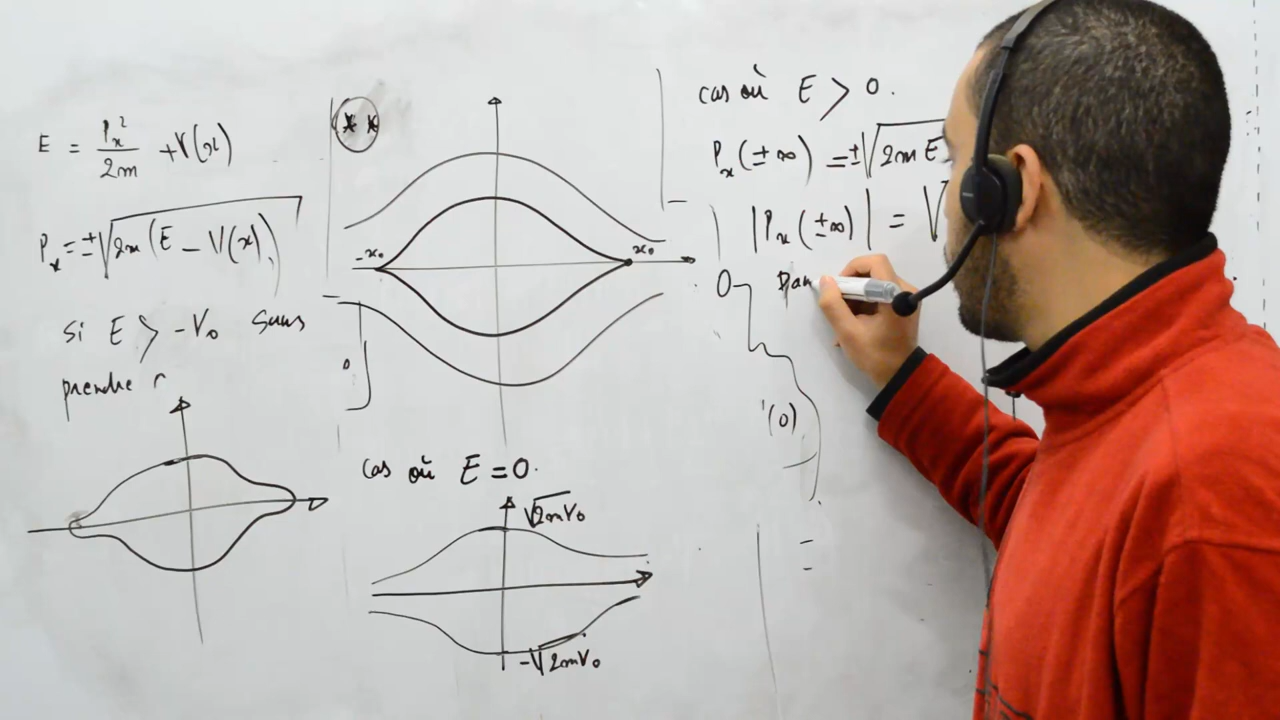 E = Px²/2m + V(x)
Px = ±√2m(E – V(x))
si E > -V₀ sans
prendre
**
-x₀
x₀
cas où E = 0.
√2mV₀
-√2mV₀
cas où E > 0.
Px(±∞) = ±√2mE
|Px(±∞)| = √
Dan
(0)
=